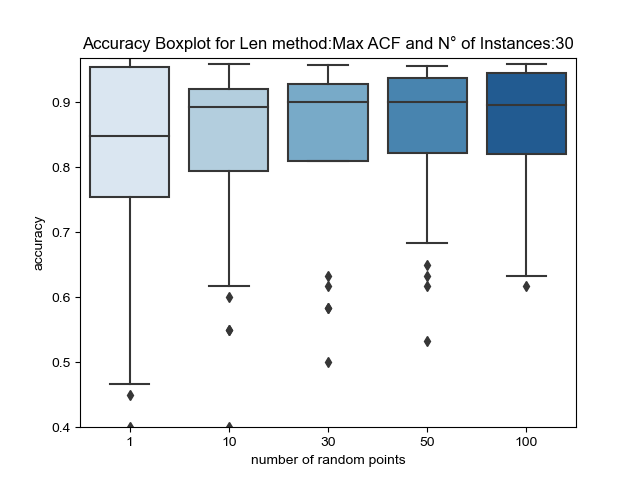 Accuracy Boxplot for Len method:Max ACF and N° of Instances:30
accuracy
0.9
0.8
0.7
0.6
0.5
0.4
1 10 30 50 100
number of random points